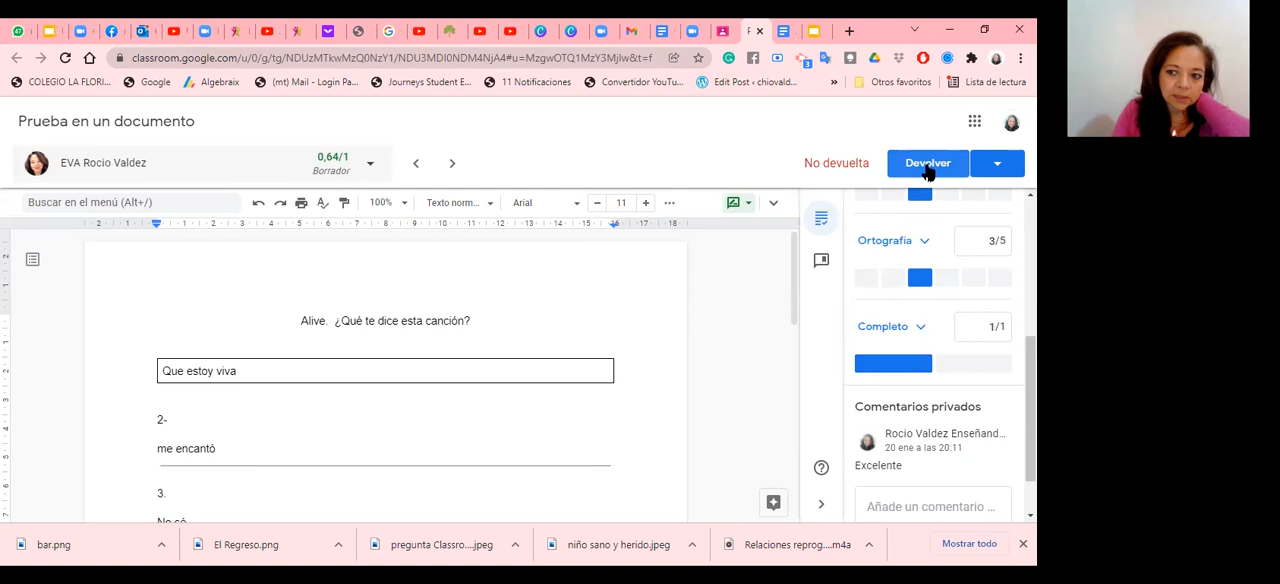 47
classroom.google.com/u/0/g/tg/NDUzMTkwMzQ0NzY1/NDU3MDI0NDM4NjA4#u=MzgwOTQ1MzY3Mjlw&t=f
COLEGIO LA FLORI...
Google
Algebraix
(mt) Mail - Login Pa...
Journeys Student E...
11 Notificaciones
Convertidor YouTu...
Edit Post ‹ chiovald...
»
Otros favoritos
Lista de lectura
Prueba en un documento
EVA Rocio Valdez
0,64/1
Borrador
No devuelta
Devolver
Buscar en el menú (Alt+/)
100%
Texto norm...
Arial
11
Ortografía
3/5
Completo
1/1
Alive. ¿Qué te dice esta canción?
Que estoy viva
2-
me encantó
3.
No sé
Comentarios privados
Rocio Valdez Enseñand...
20 ene a las 20:11
Excelente
Añade un comentario ...
bar.png
El Regreso.png
pregunta Classro....jpeg
niño sano y herido.jpeg
Relaciones reprog....m4a
Mostrar todo